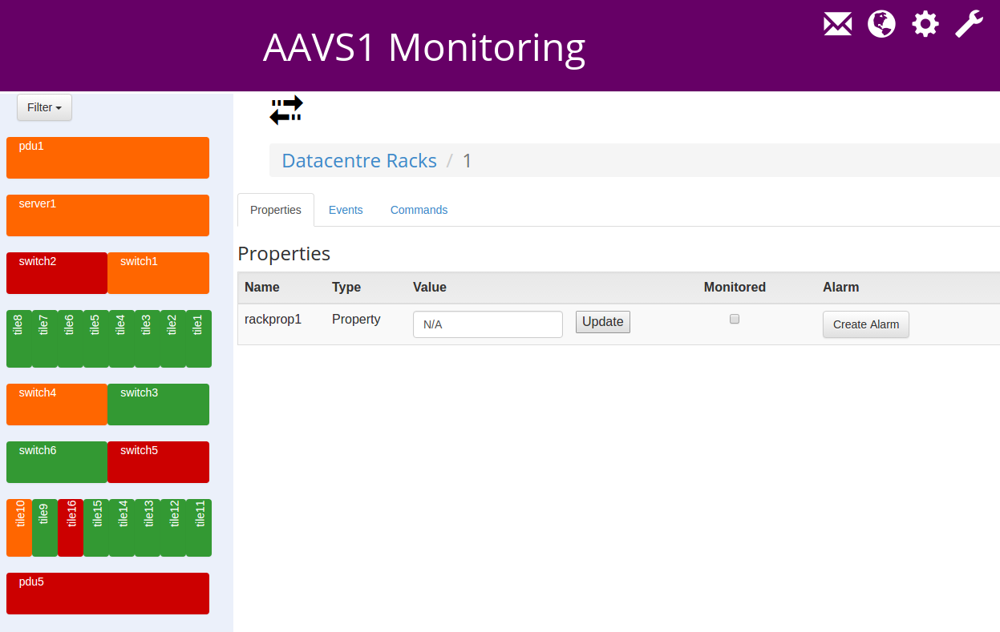 AAVS1 Monitoring
Filter
pdu1
server1
switch2 switch1
tile8 tile7 tile6 tile5 tile4 tile3 tile2 tile1
switch4 switch3
switch6 switch5
tile10 tile9 tile16 tile15 tile14 tile13 tile12 tile11
pdu5
Datacentre Racks / 1
Properties Events Commands
Properties
Name Type Value Monitored Alarm
rackprop1 Property N/A Update Create Alarm